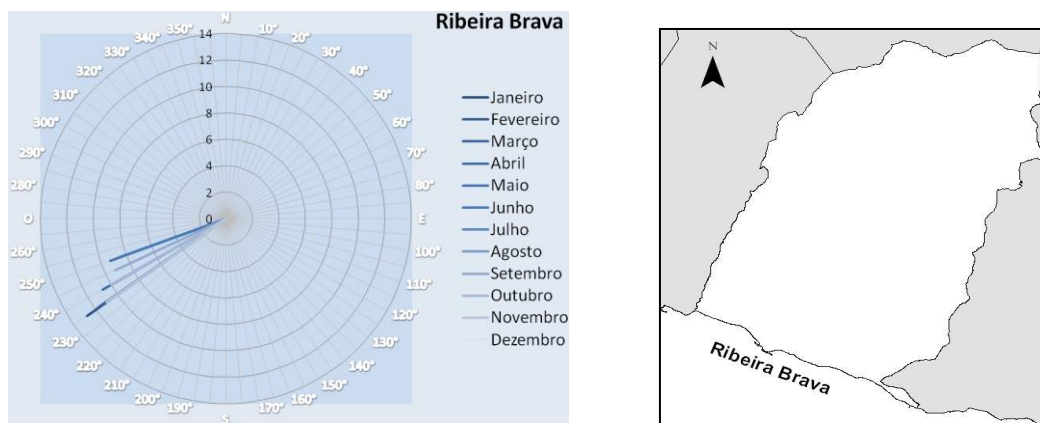 Ribeira Brava
N
10°
20°
30°
40°
50°
60°
70°
80°
E
100°
110°
120°
130°
140°
150°
160°
170°
S
190°
200°
210°
220°
230°
240°
250°
260°
O
280°
290°
300°
310°
320°
330°
340°
350°
14
12
10
8
6
4
2
0
Janeiro
Fevereiro
Março
Abril
Maio
Junho
Julho
Agosto
Setembro
Outubro
Novembro
Dezembro
N
Ribeira Brava